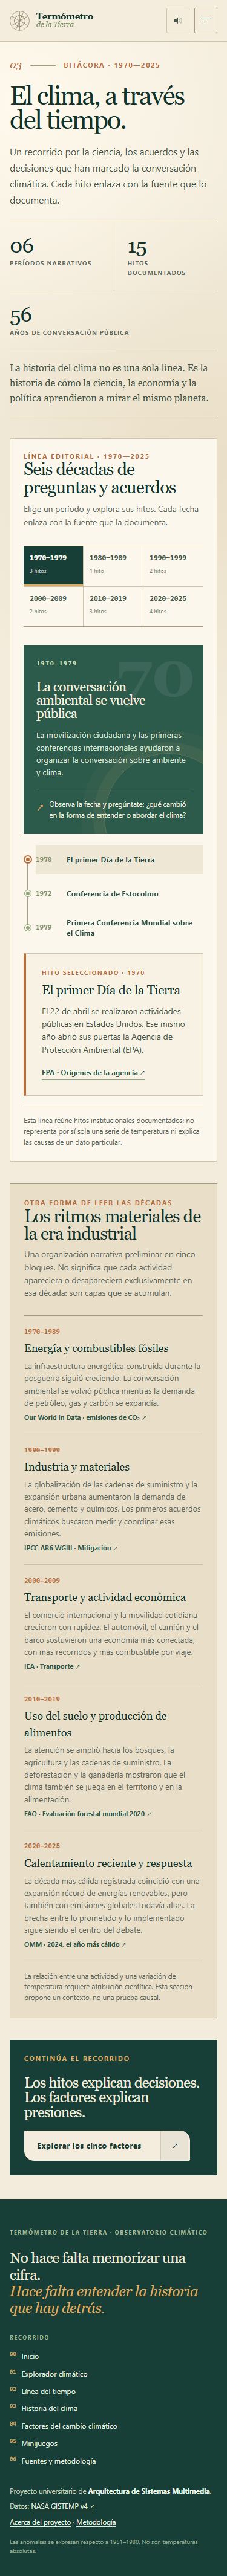 Termómetro
de la Tierra
03 BITÁCORA · 1970—2025
El clima, a través
del tiempo.
Un recorrido por la ciencia, los acuerdos y las
decisiones que han marcado la conversación
climática. Cada hito enlaza con la fuente que lo
documenta.
06
PERÍODOS NARRATIVOS
15
HITOS
DOCUMENTADOS
56
AÑOS DE CONVERSACIÓN PÚBLICA
La historia del clima no es una sola línea. Es la
historia de cómo la ciencia, la economía y la
política aprendieron a mirar el mismo planeta.
LÍNEA EDITORIAL · 1970—2025
Seis décadas de
preguntas y acuerdos
Elige un período y explora sus hitos. Cada fecha
enlaza con la fuente que la documenta.
1970–1979
3 hitos
1980–1989
1 hito
1990–1999
2 hitos
2000–2009
2 hitos
2010–2019
3 hitos
2020–2025
4 hitos
70
1970–1979
La conversación
ambiental se vuelve
pública
La movilización ciudadana y las primeras
conferencias internacionales ayudaron a
organizar la conversación sobre ambiente
y clima.
↗ Observa la fecha y pregúntate: ¿qué cambió
en la forma de entender o abordar el clima?
1970 El primer Día de la Tierra
1972 Conferencia de Estocolmo
1979 Primera Conferencia Mundial sobre
el Clima
HITO SELECCIONADO · 1970
El primer Día de la Tierra
El 22 de abril se realizaron actividades
públicas en Estados Unidos. Ese mismo
año abrió sus puertas la Agencia de
Protección Ambiental (EPA).
EPA · Orígenes de la agencia ↗
Esta línea reúne hitos institucionales documentados; no
representa por sí sola una serie de temperatura ni explica
las causas de un dato particular.
OTRA FORMA DE LEER LAS DÉCADAS
Los ritmos materiales de
la era industrial
Una organización narrativa preliminar en cinco
bloques. No significa que cada actividad
apareciera o desapareciera exclusivamente en
esa década: son capas que se acumulan.
1970–1989
Energía y combustibles fósiles
La infraestructura energética construida durante la
posguerra siguió creciendo. La conversación
ambiental se volvió pública mientras la demanda
de petróleo, gas y carbón se expandía.
Our World in Data · emisiones de CO₂ ↗
1990–1999
Industria y materiales
La globalización de las cadenas de suministro y la
expansión urbana aumentaron la demanda de
acero, cemento y químicos. Los primeros acuerdos
climáticos buscaron medir y coordinar esas
emisiones.
IPCC AR6 WGIII · Mitigación ↗
2000–2009
Transporte y actividad económica
El comercio internacional y la movilidad cotidiana
crecieron con rapidez. El automóvil, el camión y el
barco sostuvieron una economía más conectada,
con más recorridos y más combustible por viaje.
IEA · Transporte ↗
2010–2019
Uso del suelo y producción de
alimentos
La atención se amplió hacia los bosques, la
agricultura y las cadenas de suministro. La
deforestación y la ganadería mostraron que el
clima también se juega en el territorio y en la
alimentación.
FAO · Evaluación forestal mundial 2020 ↗
2020–2025
Calentamiento reciente y respuesta
La década más cálida registrada coincidió con una
expansión récord de energías renovables, pero
también con emisiones globales todavía altas. La
brecha entre lo prometido y lo implementado
sigue siendo el centro del debate.
OMM · 2024, el año más cálido ↗
La relación entre una actividad y una variación de
temperatura requiere atribución científica. Esta sección
propone un contexto, no una prueba causal.
CONTINÚA EL RECORRIDO
Los hitos explican decisiones.
Los factores explican
presiones.
Explorar los cinco factores ↗
TERMÓMETRO DE LA TIERRA · OBSERVATORIO CLIMÁTICO
No hace falta memorizar una
cifra.
Hace falta entender la historia
que hay detrás.
RECORRIDO
00 Inicio
01 Explorador climático
02 Línea del tiempo
03 Historia del clima
04 Factores del cambio climático
05 Minijuegos
06 Fuentes y metodología
Proyecto universitario de Arquitectura de Sistemas Multimedia.
Datos: NASA GISTEMP v4 ↗
Acerca del proyecto · Metodología
Las anomalías se expresan respecto a 1951–1980. No son temperaturas
absolutas.